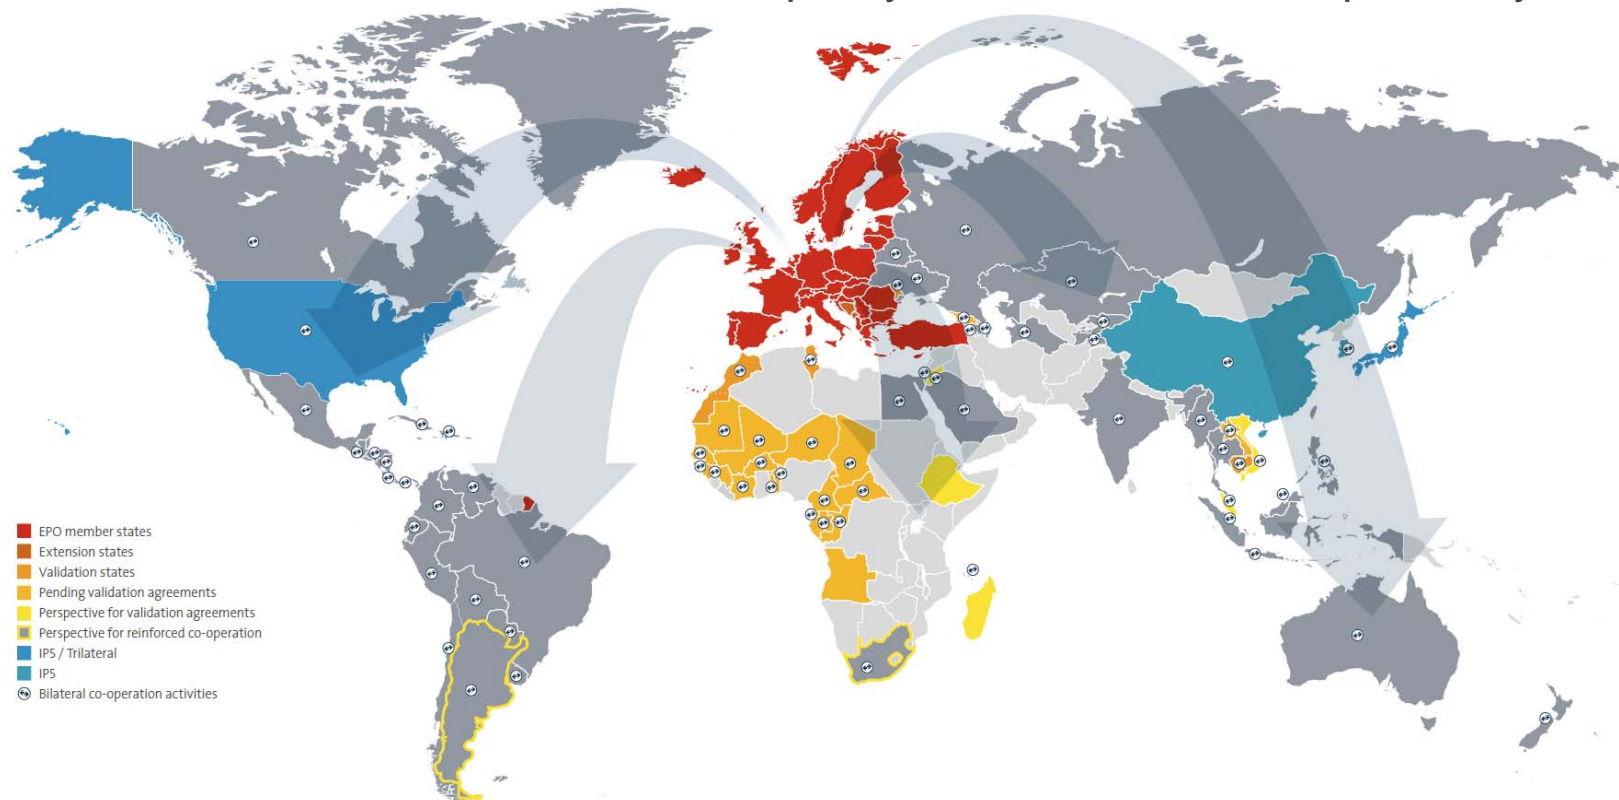 EPO member states
Extension states
Validation states
Pending validation agreements
Perspective for validation agreements
Perspective for reinforced co-operation
IP5 / Trilateral
IP5
Bilateral co-operation activities